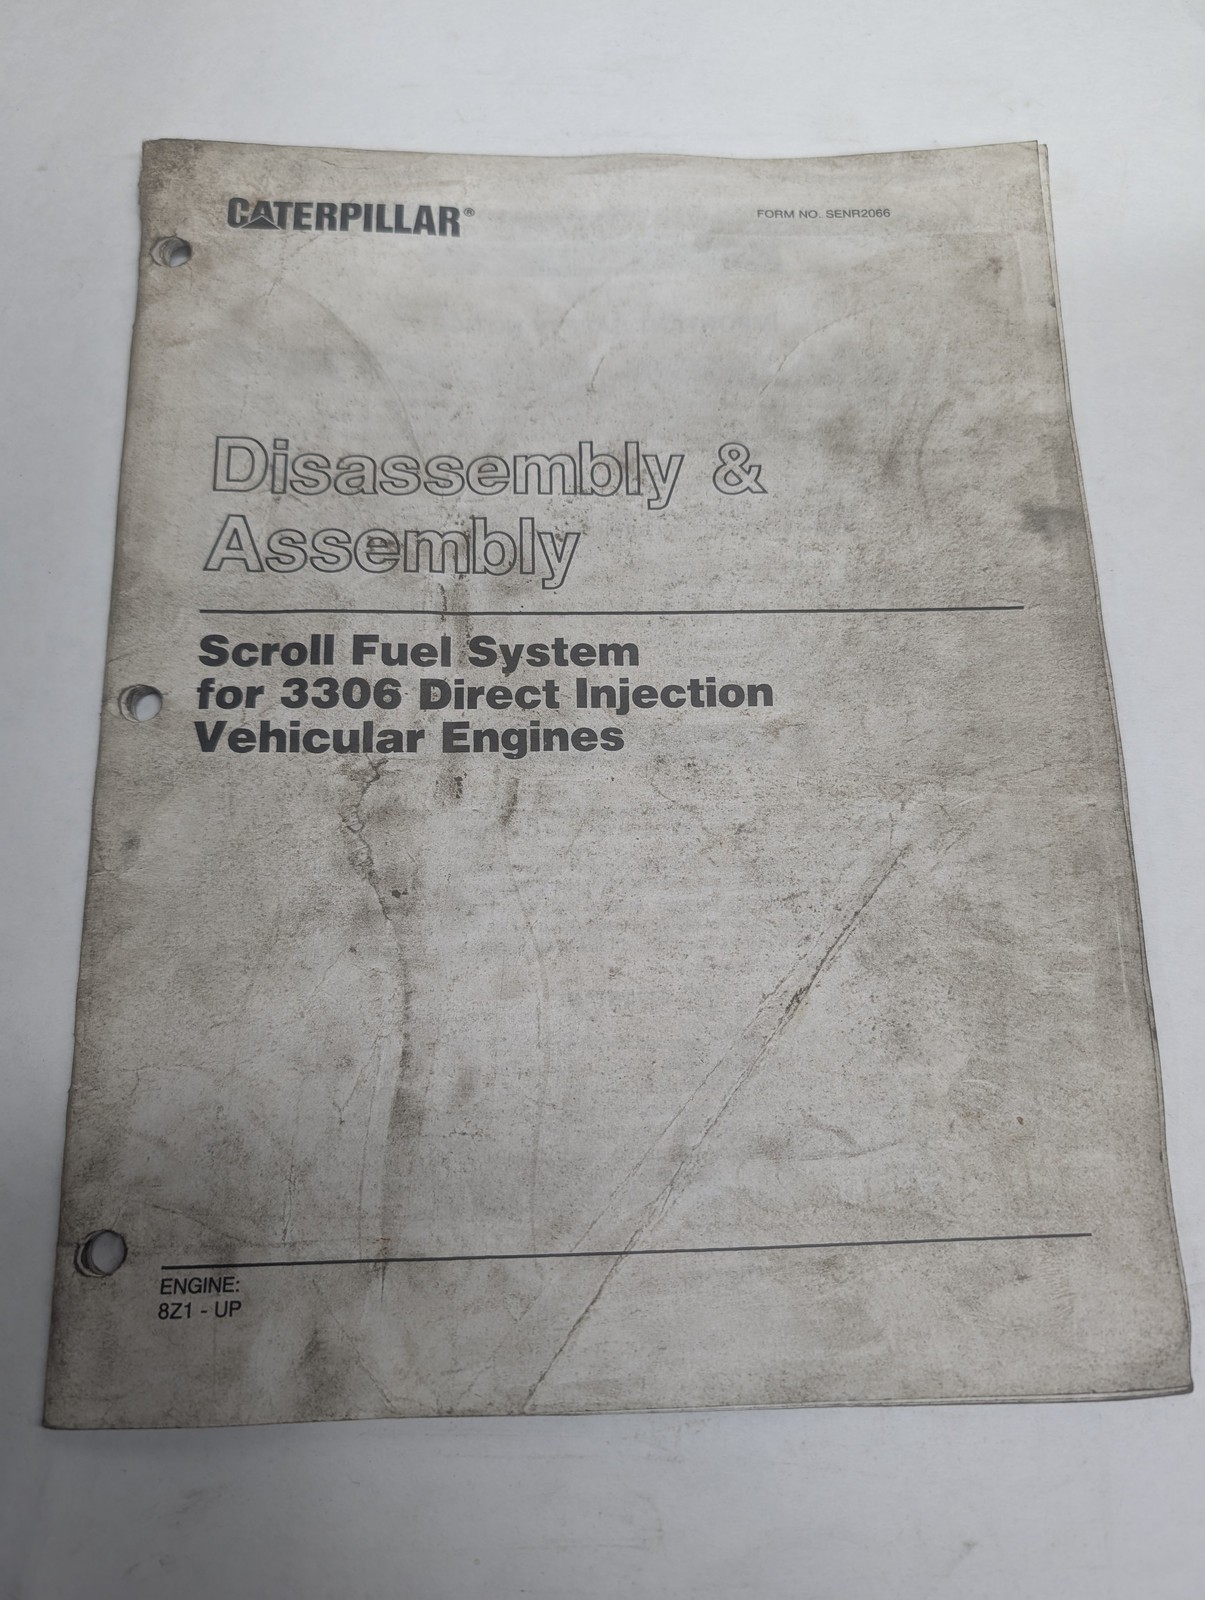 CATERPILLAR®
FORM NO. SENR2066
Disassembly &
Assembly
Scroll Fuel System
for 3306 Direct Injection
Vehicular Engines
ENGINE:
8Z1 - UP